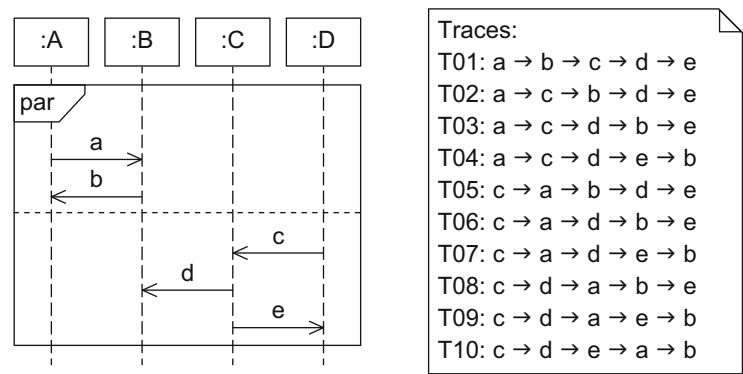 :A :B :C :D
par
a
b
c
d
e
Traces:
T01: a → b → c → d → e
T02: a → c → b → d → e
T03: a → c → d → b → e
T04: a → c → d → e → b
T05: c → a → b → d → e
T06: c → a → d → b → e
T07: c → a → d → e → b
T08: c → d → a → b → e
T09: c → d → a → e → b
T10: c → d → e → a → b